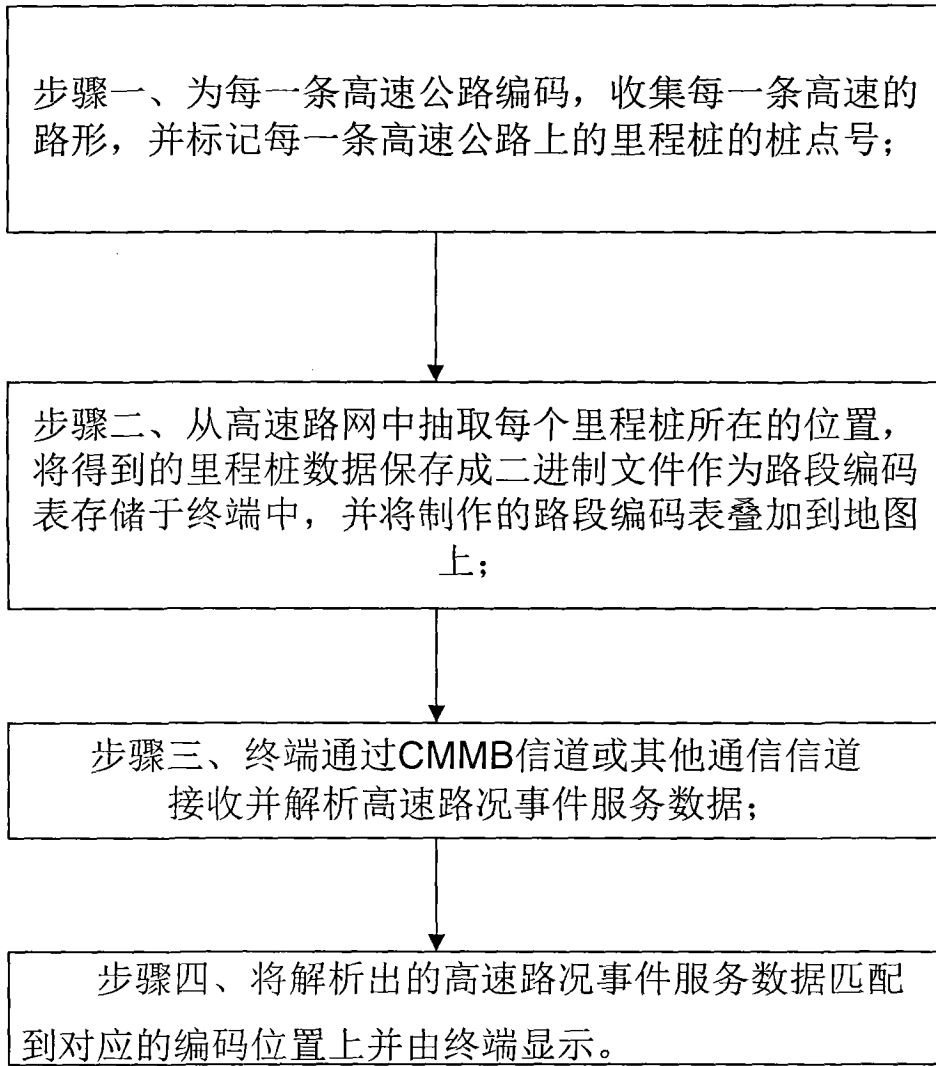 步骤一、为每一条高速公路编码，收集每一条高速的
路形，并标记每一条高速公路上的里程桩的桩点号；
步骤二、从高速路网中抽取每个里程桩所在的位置，
将得到的里程桩数据保存成二进制文件作为路段编码
表存储于终端中，并将制作的路段编码表叠加到地图
上；
步骤三、终端通过CMMB信道或其他通信信道
接收并解析高速路况事件服务数据；
步骤四、将解析出的高速路况事件服务数据匹配
到对应的编码位置上并由终端显示。